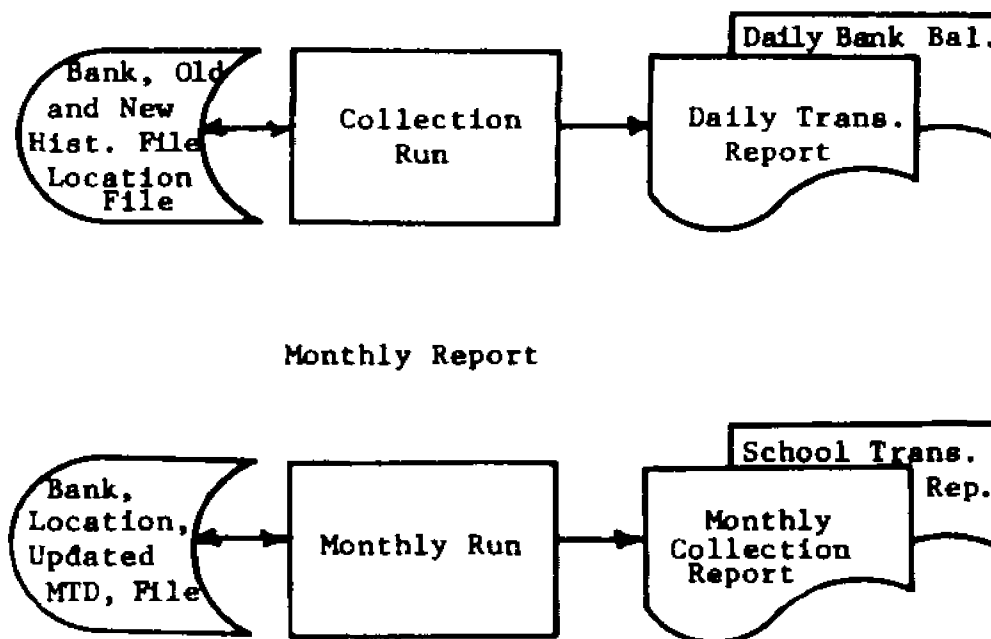 Bank, Old
and New
Hist. File
Location
File
Collection
Run
Daily Bank Bal.
Daily Trans.
Report
Monthly Report
Bank,
Location,
Updated
MTD, File
Monthly Run
School Trans.
Rep.
Monthly
Collection
Report